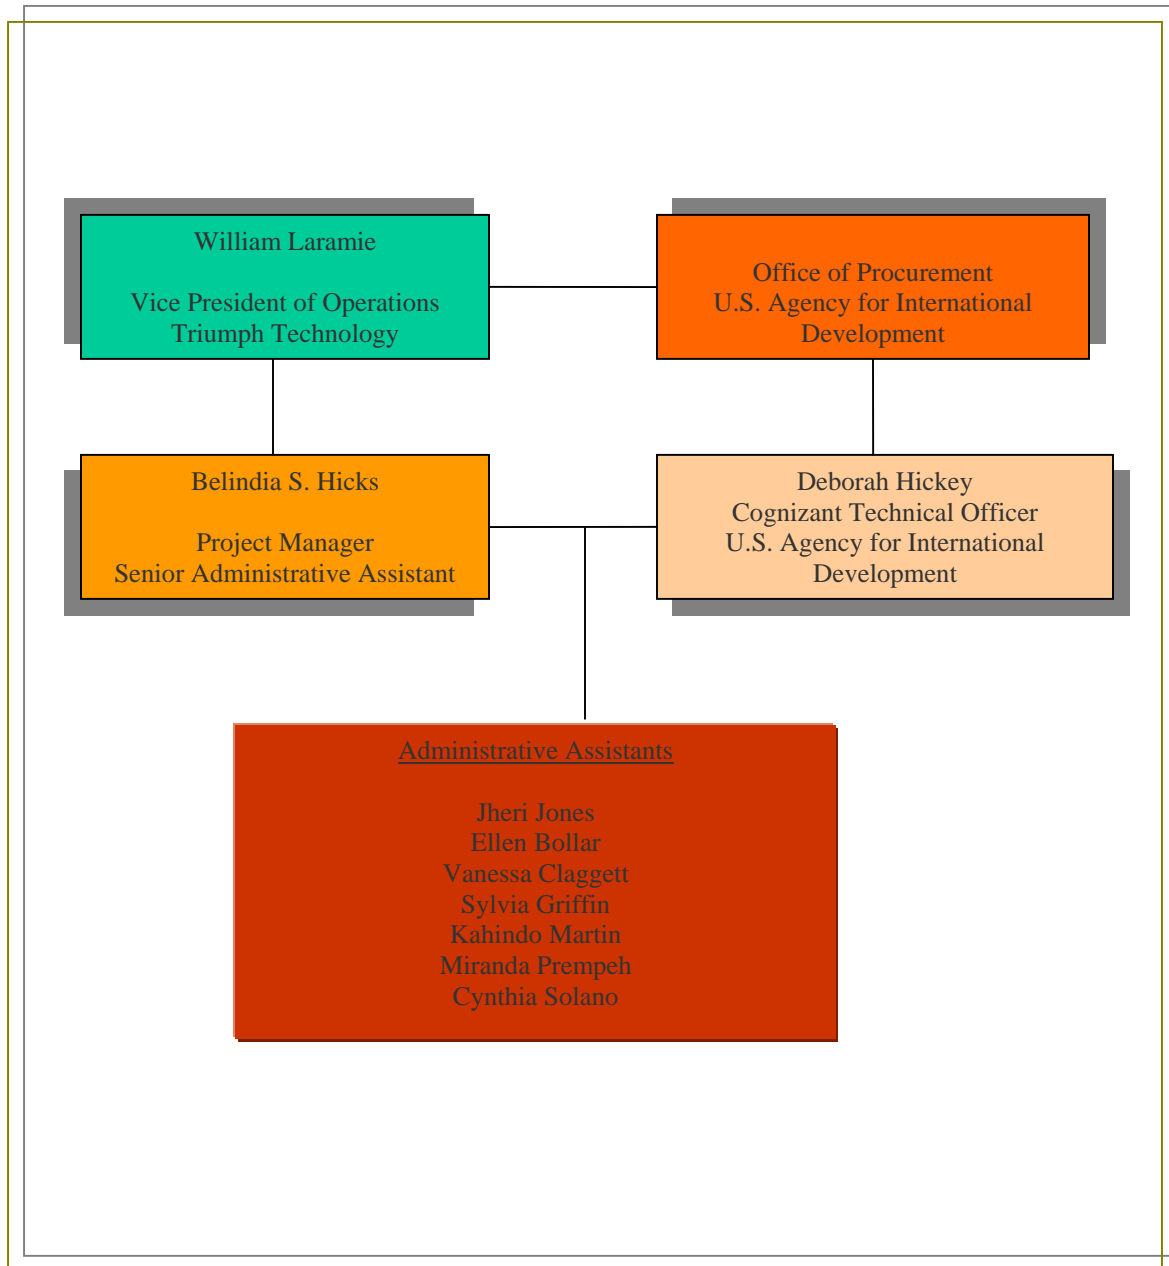 William Laramie
Vice President of Operations
Triumph Technology
Office of Procurement
U.S. Agency for International
Development
Belindia S. Hicks
Project Manager
Senior Administrative Assistant
Deborah Hickey
Cognizant Technical Officer
U.S. Agency for International
Development
Administrative Assistants
Jheri Jones
Ellen Bollar
Vanessa Claggett
Sylvia Griffin
Kahindo Martin
Miranda Prempeh
Cynthia Solano